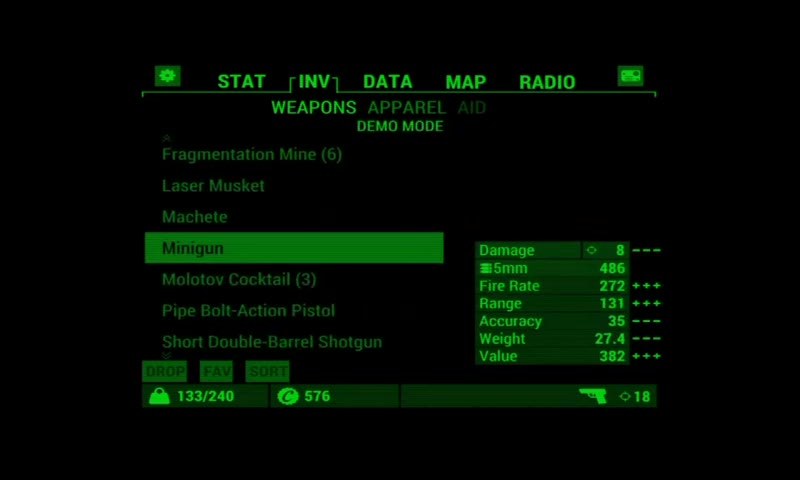 STAT INV DATA MAP RADIO
WEAPONS APPAREL AID
DEMO MODE
Fragmentation Mine (6)
Laser Musket
Machete
Minigun
Molotov Cocktail (3)
Pipe Bolt-Action Pistol
Short Double-Barrel Shotgun
Damage 8 ---
5mm 486
Fire Rate 272 +++
Range 131 +++
Accuracy 35 ---
Weight 27.4 ---
Value 382 +++
DROP FAV SORT
133/240 576 18